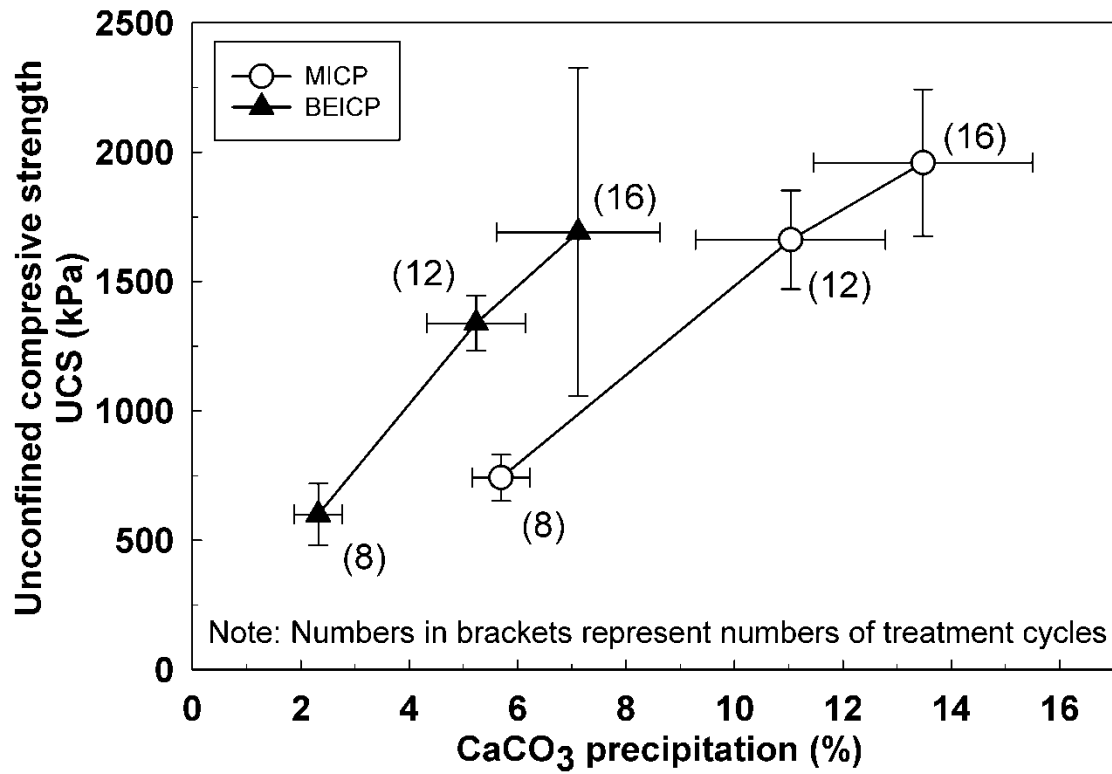 Unconfined compresive strength
UCS (kPa)
2500
2000
1500
1000
500
0
MICP
BEICP
(16)
(16)
(12)
(12)
(8)
(8)
Note: Numbers in brackets represent numbers of treatment cycles
0 2 4 6 8 10 12 14 16
CaCO₃ precipitation (%)